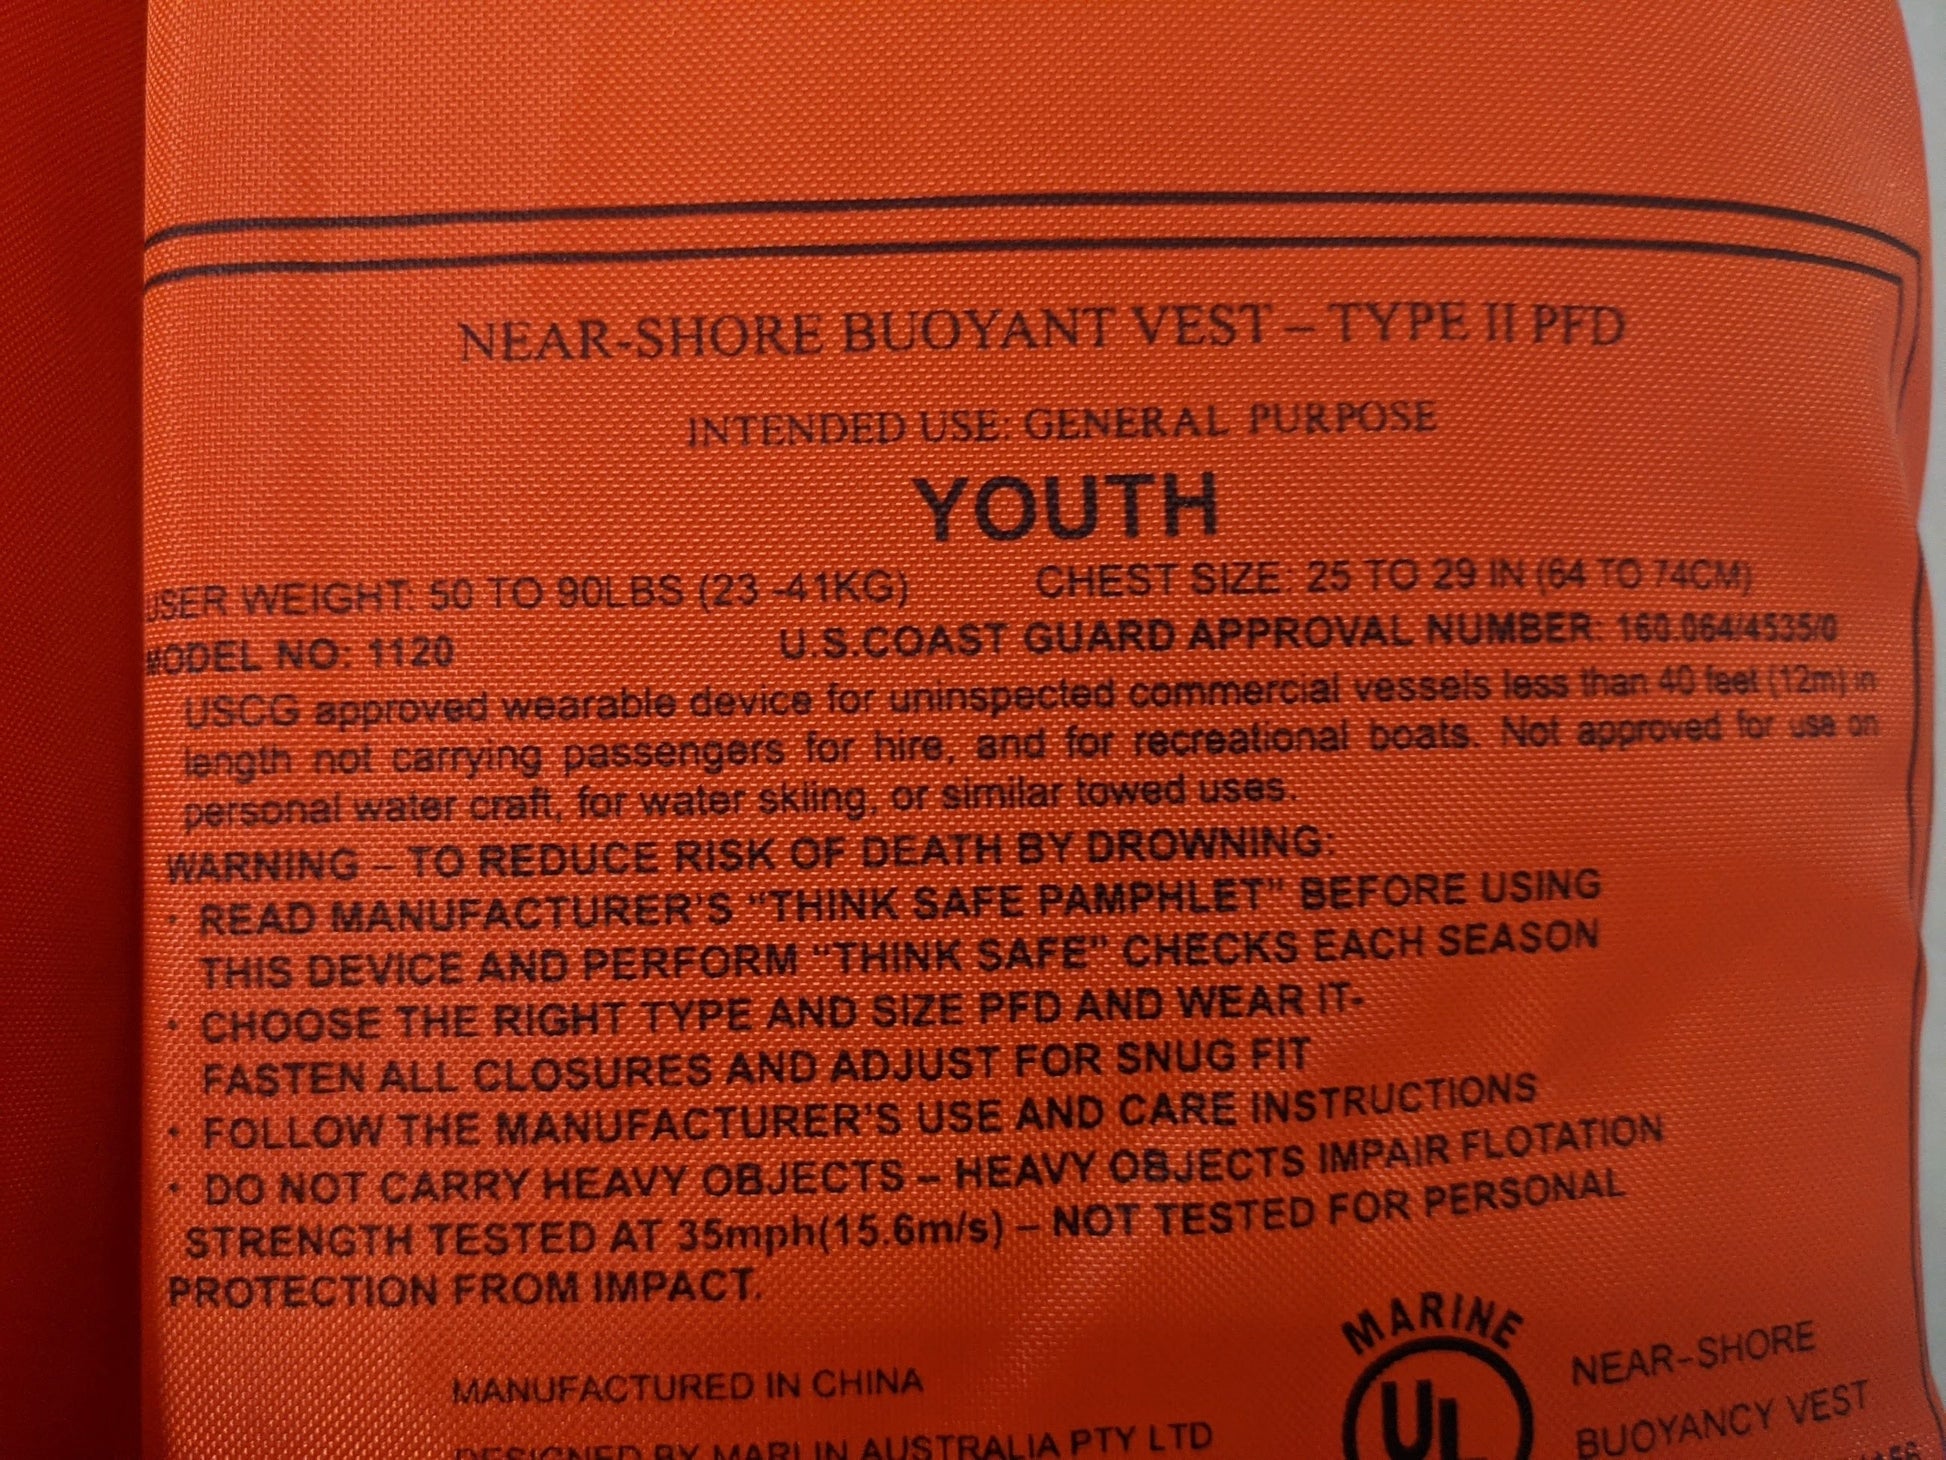 NEAR-SHORE BUOYANT VEST – TYPE II PFD
INTENDED USE: GENERAL PURPOSE
YOUTH
USER WEIGHT: 50 TO 90LBS (23 -41KG) CHEST SIZE: 25 TO 29 IN (64 TO 74CM)
MODEL NO: 1120 U.S.COAST GUARD APPROVAL NUMBER: 160.064/4535/0
USCG approved wearable device for uninspected commercial vessels less than 40 feet (12m) in
length not carrying passengers for hire, and for recreational boats. Not approved for use on
personal water craft, for water skiing, or similar towed uses.
WARNING – TO REDUCE RISK OF DEATH BY DROWNING:
· READ MANUFACTURER'S "THINK SAFE PAMPHLET" BEFORE USING
THIS DEVICE AND PERFORM "THINK SAFE" CHECKS EACH SEASON
· CHOOSE THE RIGHT TYPE AND SIZE PFD AND WEAR IT-
FASTEN ALL CLOSURES AND ADJUST FOR SNUG FIT
· FOLLOW THE MANUFACTURER'S USE AND CARE INSTRUCTIONS
· DO NOT CARRY HEAVY OBJECTS – HEAVY OBJECTS IMPAIR FLOTATION
STRENGTH TESTED AT 35mph(15.6m/s) – NOT TESTED FOR PERSONAL
PROTECTION FROM IMPACT.
MANUFACTURED IN CHINA
DESIGNED BY MARLIN AUSTRALIA PTY LTD
MARINE
UL
NEAR-SHORE
BUOYANCY VEST